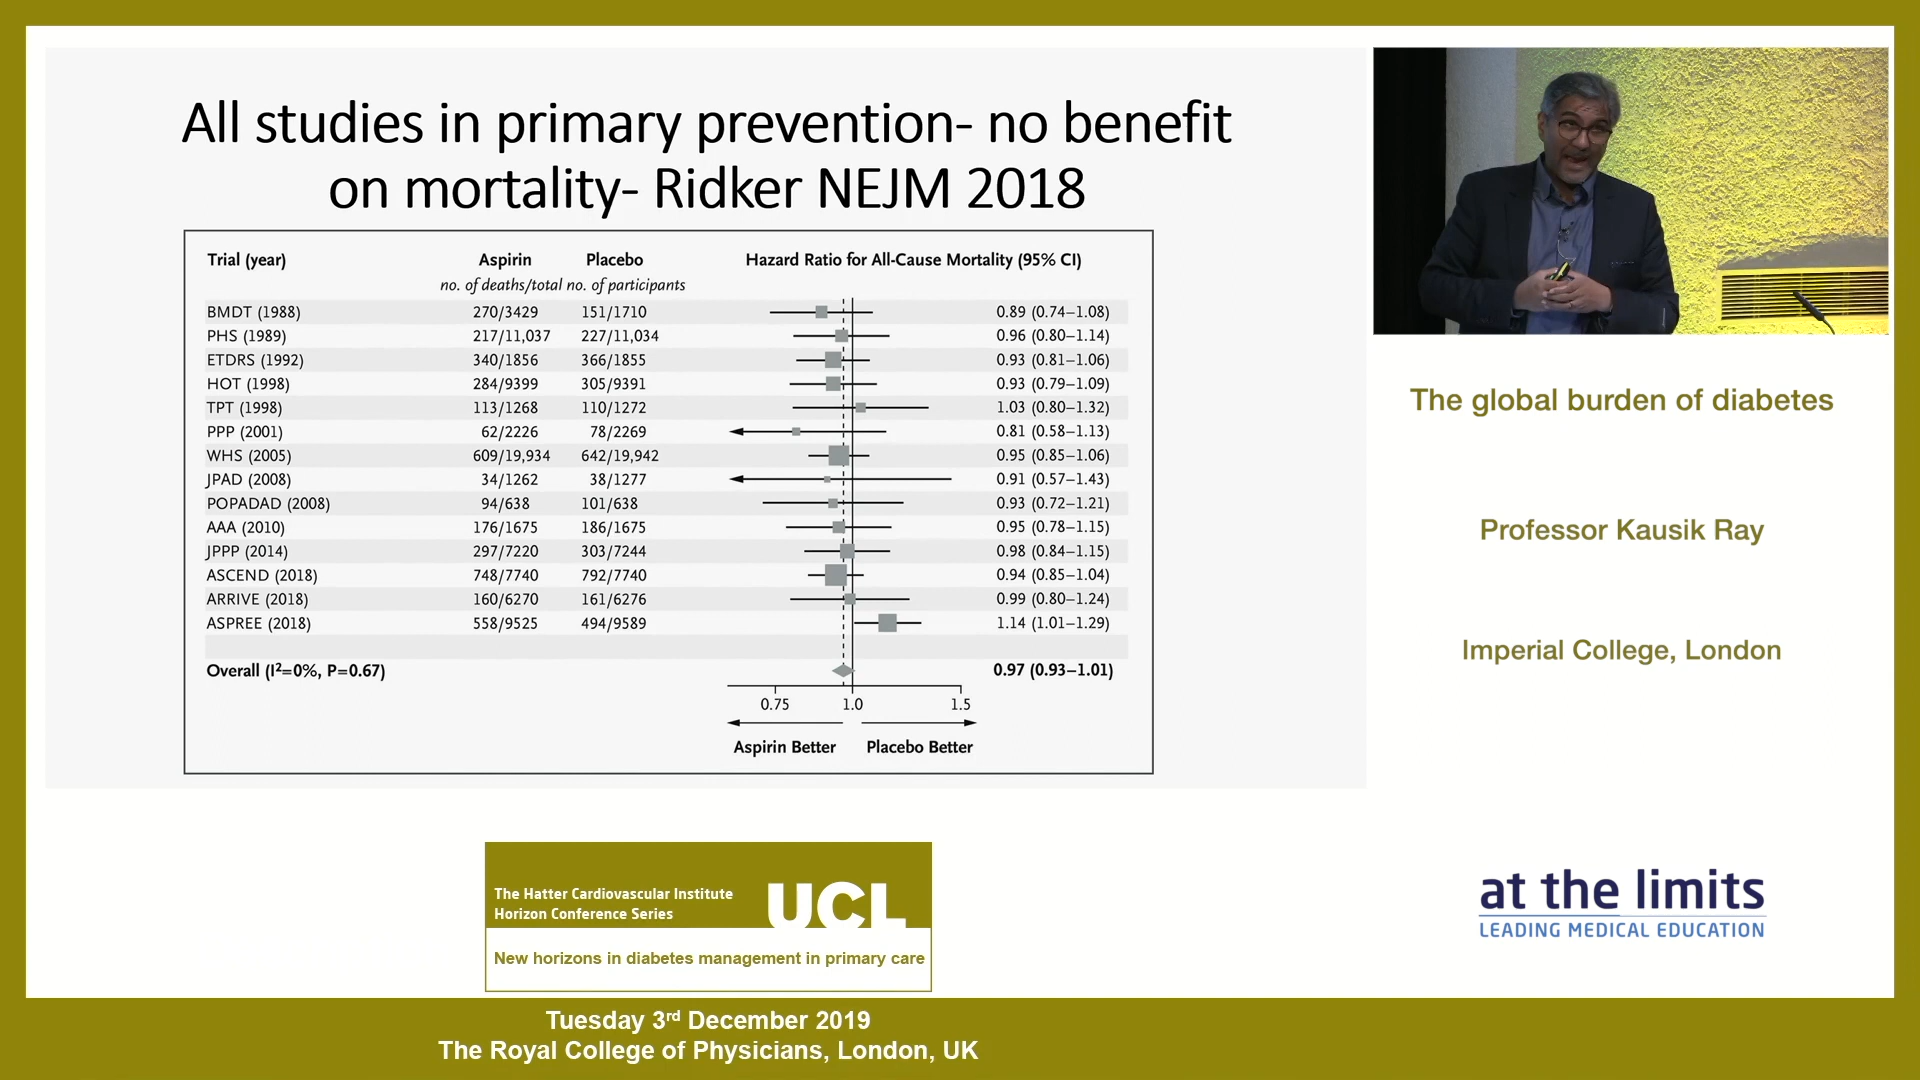 All studies in primary prevention- no benefit
on mortality- Ridker NEJM 2018
Trial (year) Aspirin Placebo Hazard Ratio for All-Cause Mortality (95% CI)
no. of deaths/total no. of participants
BMDT (1988) 270/3429 151/1710 0.89 (0.74–1.08)
PHS (1989) 217/11,037 227/11,034 0.96 (0.80–1.14)
ETDRS (1992) 340/1856 366/1855 0.93 (0.81–1.06)
HOT (1998) 284/9399 305/9391 0.93 (0.79–1.09)
TPT (1998) 113/1268 110/1272 1.03 (0.80–1.32)
PPP (2001) 62/2226 78/2269 0.81 (0.58–1.13)
WHS (2005) 609/19,934 642/19,942 0.95 (0.85–1.06)
JPAD (2008) 34/1262 38/1277 0.91 (0.57–1.43)
POPADAD (2008) 94/638 101/638 0.93 (0.72–1.21)
AAA (2010) 176/1675 186/1675 0.95 (0.78–1.15)
JPPP (2014) 297/7220 303/7244 0.98 (0.84–1.15)
ASCEND (2018) 748/7740 792/7740 0.94 (0.85–1.04)
ARRIVE (2018) 160/6270 161/6276 0.99 (0.80–1.24)
ASPREE (2018) 558/9525 494/9589 1.14 (1.01–1.29)
Overall (I²=0%, P=0.67) 0.97 (0.93–1.01)
0.75 1.0 1.5
Aspirin Better Placebo Better
The global burden of diabetes
Professor Kausik Ray
Imperial College, London
The Hatter Cardiovascular Institute
Horizon Conference Series
UCL
New horizons in diabetes management in primary care
at the limits
LEADING MEDICAL EDUCATION
Tuesday 3rd December 2019
The Royal College of Physicians, London, UK